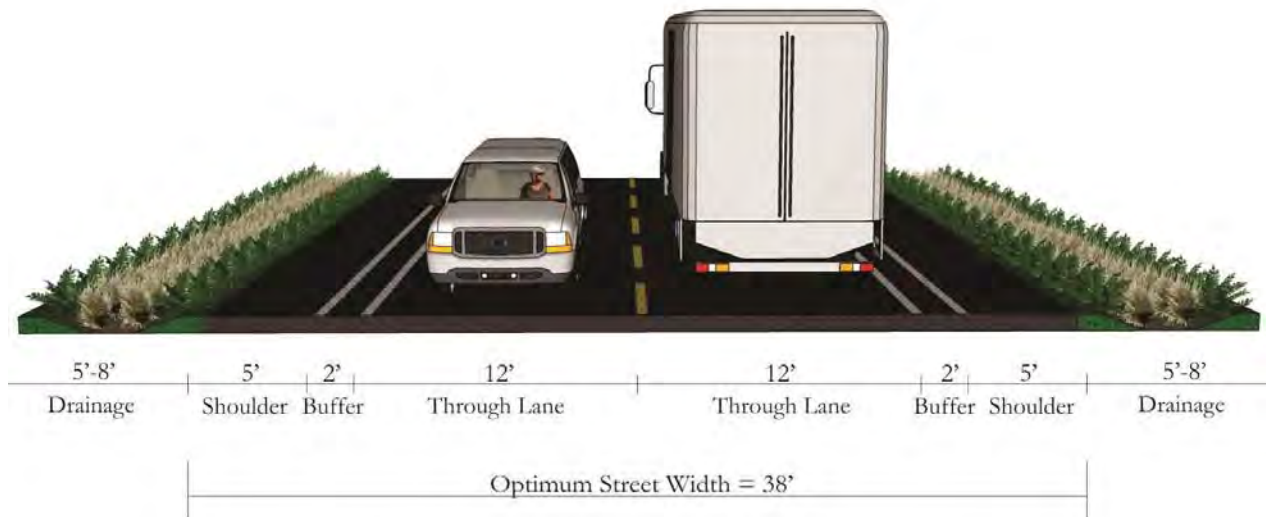 5’-8’ 5’ 2’ 12’ 12’ 2’ 5’ 5’-8’
Drainage Shoulder Buffer Through Lane Through Lane Buffer Shoulder Drainage
Optimum Street Width = 38’